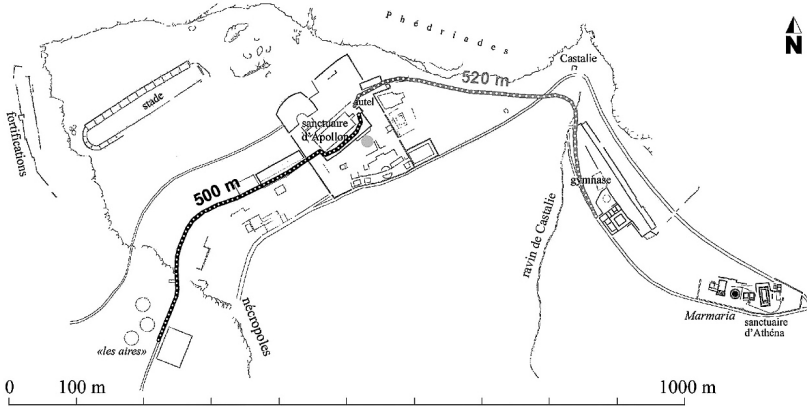 Phédriades
N
520 m
Castalie
stade
fortifications
autel
sanctuaire
d'Apollon
gymnase
500 m
ravin de Castalie
nécropoles
Marmaria
sanctuaire
d'Athéna
«les aires»
0 100 m 1000 m